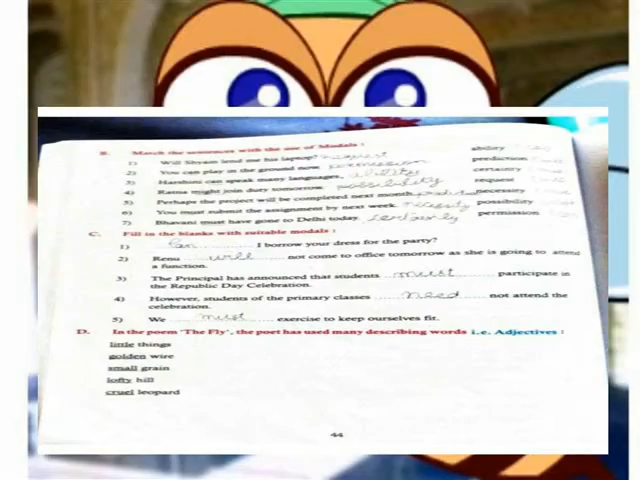 B. Match the sentences with the use of Modals :
1) Will Shyam lend me his laptop? request ability
2) You can play in the ground now. permission prediction
3) Harshini can speak many languages. ability certainty
4) Ratna might join duty tomorrow. possibility request
5) Perhaps the project will be completed next month. necessity
6) You must submit the assignment by next week. necessity possibility
7) Bhavani must have gone to Delhi today. permission
C. Fill in the blanks with suitable modals :
1) Can I borrow your dress for the party?
2) Renu will not come to office tomorrow as she is going to attend
a function.
3) The Principal has announced that students must participate in
the Republic Day Celebration.
4) However, students of the primary classes need not attend the
celebration.
5) We must exercise to keep ourselves fit.
D. In the poem 'The Fly', the poet has used many describing words i.e. Adjectives :
little things
golden wire
small grain
lofty hill
cruel leopard
44